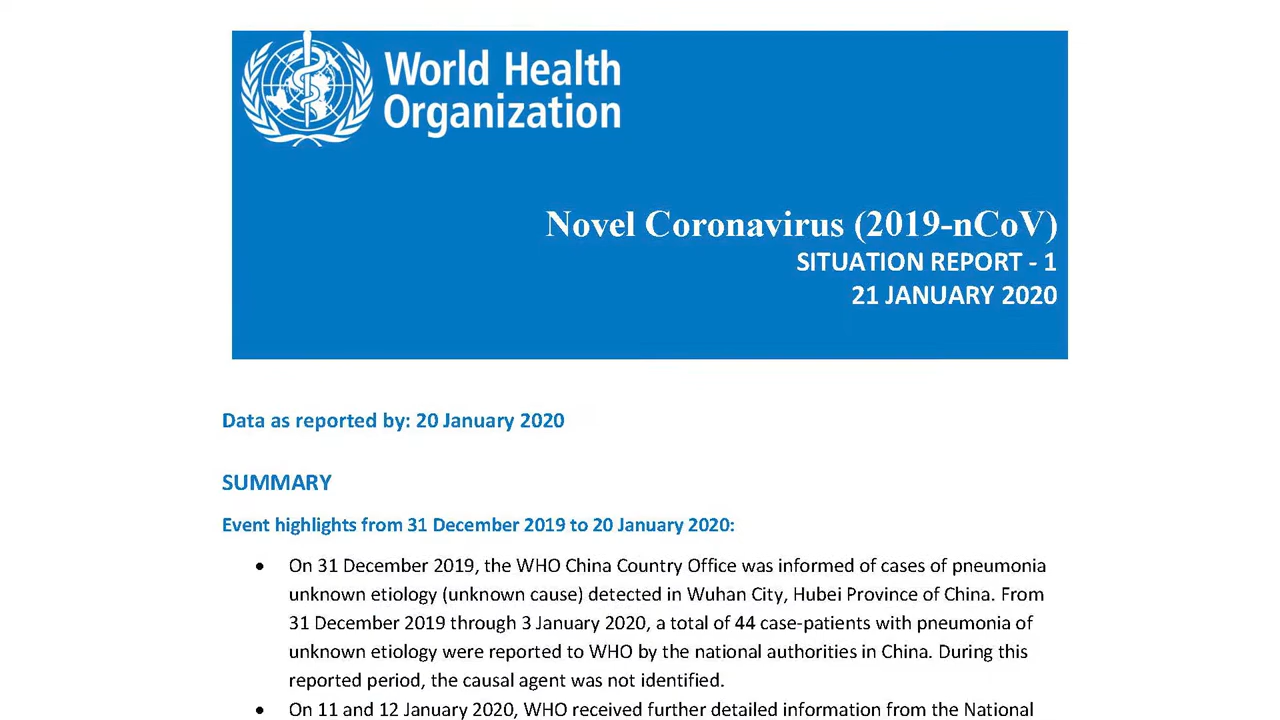 World Health
Organization
Novel Coronavirus (2019-nCoV)
SITUATION REPORT - 1
21 JANUARY 2020
Data as reported by: 20 January 2020
SUMMARY
Event highlights from 31 December 2019 to 20 January 2020:
• On 31 December 2019, the WHO China Country Office was informed of cases of pneumonia
unknown etiology (unknown cause) detected in Wuhan City, Hubei Province of China. From
31 December 2019 through 3 January 2020, a total of 44 case-patients with pneumonia of
unknown etiology were reported to WHO by the national authorities in China. During this
reported period, the causal agent was not identified.
• On 11 and 12 January 2020, WHO received further detailed information from the National